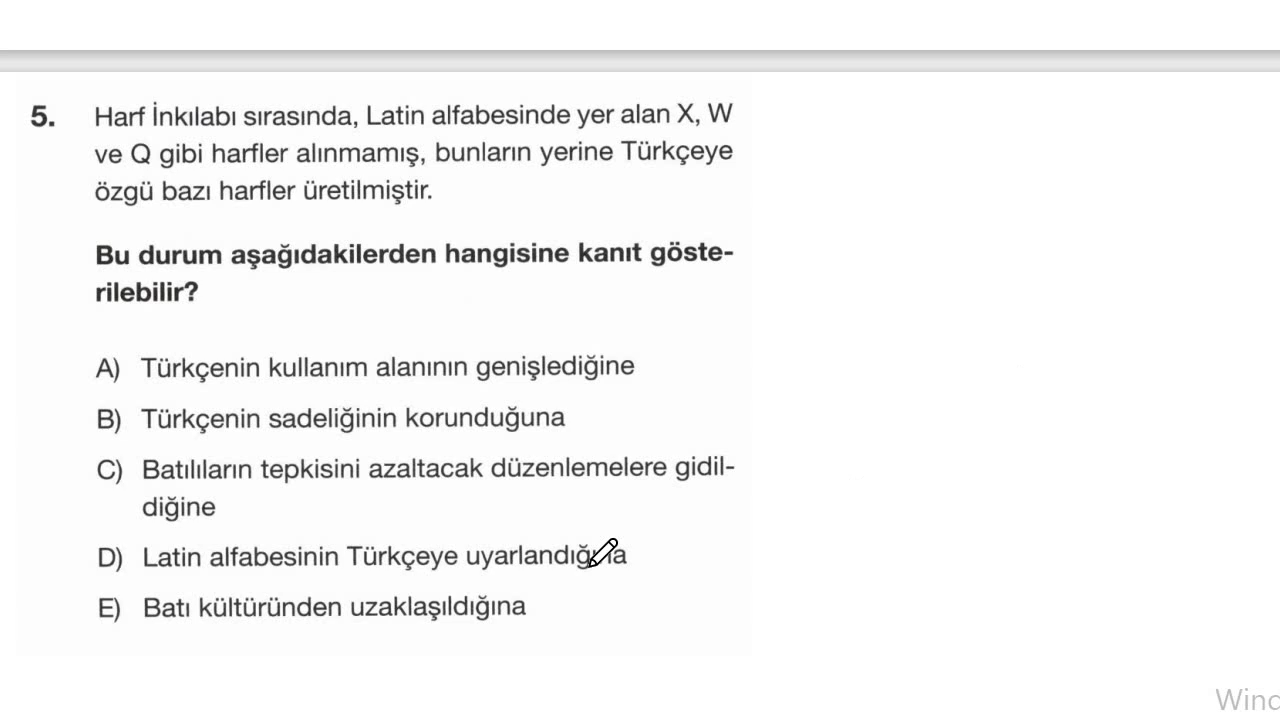 5. Harf İnkılabı sırasında, Latin alfabesinde yer alan X, W
ve Q gibi harfler alınmamış, bunların yerine Türkçeye
özgü bazı harfler üretilmiştir.
Bu durum aşağıdakilerden hangisine kanıt göste-
rilebilir?
A) Türkçenin kullanım alanının genişlediğine
B) Türkçenin sadeliğinin korunduğuna
C) Batılıların tepkisini azaltacak düzenlemelere gidil-
diğine
D) Latin alfabesinin Türkçeye uyarlandığına
E) Batı kültüründen uzaklaşıldığına
Wind